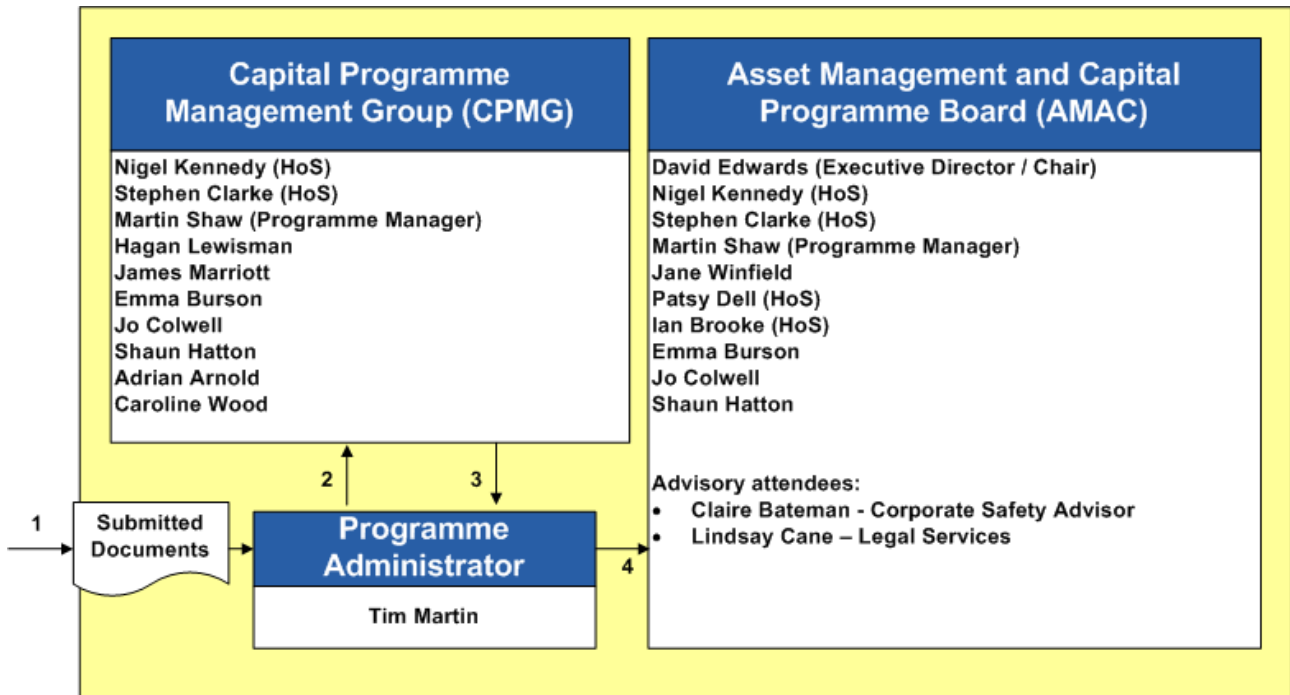 Capital Programme
Management Group (CPMG)
Nigel Kennedy (HoS)
Stephen Clarke (HoS)
Martin Shaw (Programme Manager)
Hagan Lewisman
James Marriott
Emma Burson
Jo Colwell
Shaun Hatton
Adrian Arnold
Caroline Wood
Asset Management and Capital
Programme Board (AMAC)
David Edwards (Executive Director / Chair)
Nigel Kennedy (HoS)
Stephen Clarke (HoS)
Martin Shaw (Programme Manager)
Jane Winfield
Patsy Dell (HoS)
Ian Brooke (HoS)
Emma Burson
Jo Colwell
Shaun Hatton
Advisory attendees:
• Claire Bateman - Corporate Safety Advisor
• Lindsay Cane – Legal Services
2
3
1
Submitted
Documents
Programme
Administrator
Tim Martin
4